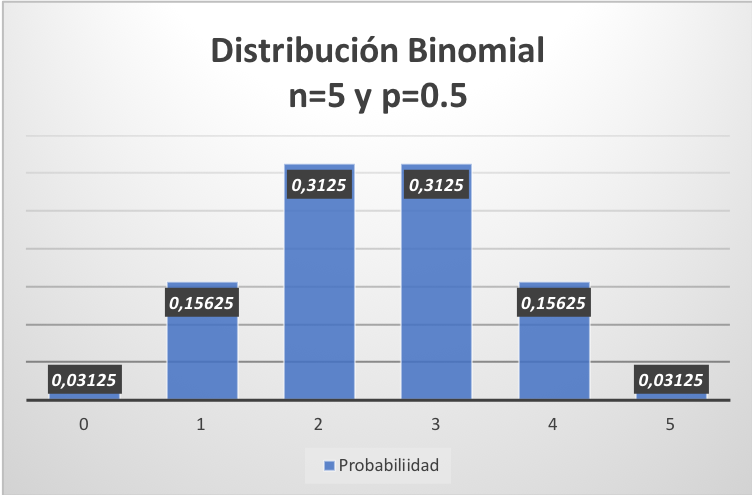 Distribución Binomial
n=5 y p=0.5
0,3125 0,3125
0,15625 0,15625
0,03125 0,03125
0 1 2 3 4 5
Probabiliidad